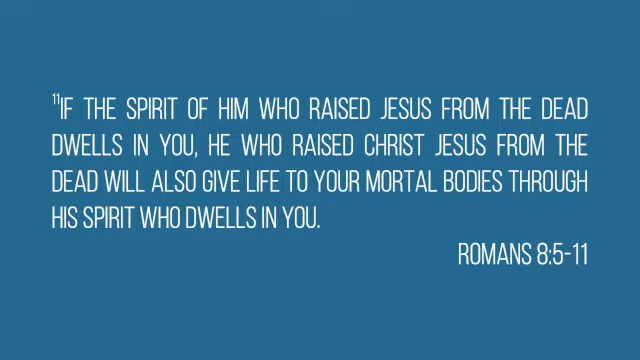 ¹¹IF THE SPIRIT OF HIM WHO RAISED JESUS FROM THE DEAD
DWELLS IN YOU, HE WHO RAISED CHRIST JESUS FROM THE
DEAD WILL ALSO GIVE LIFE TO YOUR MORTAL BODIES THROUGH
HIS SPIRIT WHO DWELLS IN YOU.
ROMANS 8:5-11